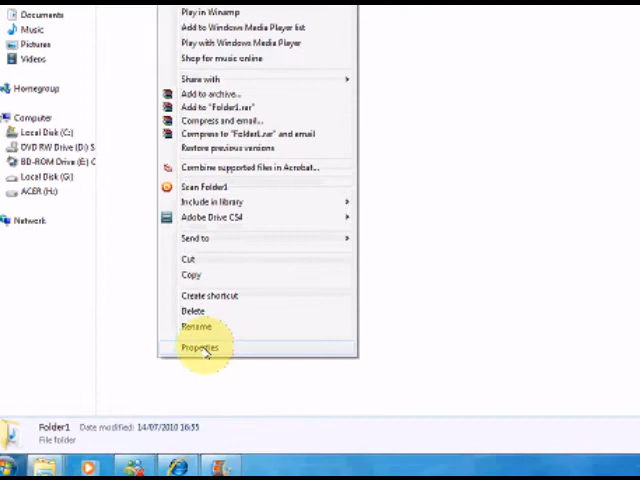 Documents
Music
Pictures
Videos
Homegroup
Computer
Local Disk (C:)
DVD RW Drive (D:) S
BD-ROM Drive (E:) C
Local Disk (G:)
ACER (H:)
Network
Play in Winamp
Add to Windows Media Player list
Play with Windows Media Player
Shop for music online
Share with
Add to archive...
Add to "Folder1.rar"
Compress and email...
Compress to "Folder1.rar" and email
Restore previous versions
Combine supported files in Acrobat...
Scan Folder1
Include in library
Adobe Drive CS4
Send to
Cut
Copy
Create shortcut
Delete
Rename
Properties
Folder1 Date modified: 14/07/2010 16:55
File folder